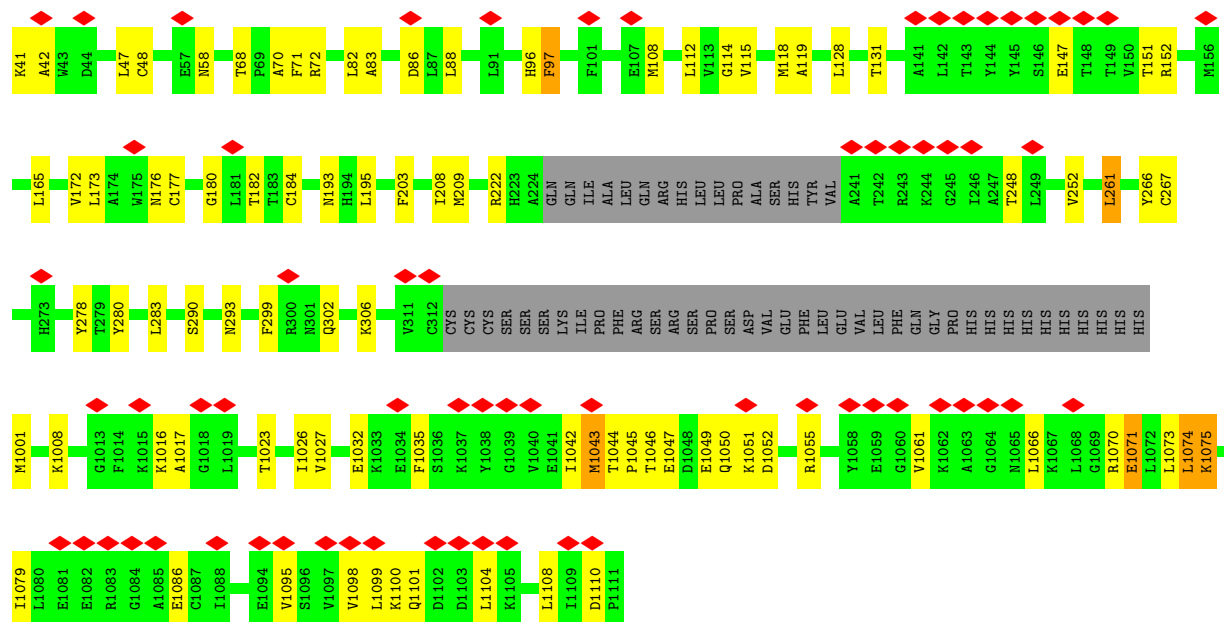 K41 A42 W43 D44 L47 C48 E57 N58 T68 P69 A70 F71 R72 L82 A83 D86 L87 L88 L91 H96 F97 F101 E107 M108 L112 V113 G114 V115 M118 A119 L128 T131 A141 L142 T143 Y144 Y145 S146 E147 T148 T149 V150 T151 R152 M156
L165 V172 L173 A174 W175 N176 C177 G180 L181 T182 T183 C184 N193 H194 L195 F203 I208 M209 R222 H223 A224 GLN GLN ILE ALA LEU GLN ARG HIS LEU LEU PRO ALA SER HIS TYR VAL A241 T242 R243 K244 G245 I246 A247 T248 L249 V252 L261 Y266 C267
H273 Y278 T279 Y280 L283 S290 N293 F299 R300 N301 Q302 K306 V311 C312 CYS CYS CYS SER SER SER LYS ILE PRO PHE ARG SER ARG SER PRO SER ASP VAL GLU PHE LEU GLU VAL LEU PHE GLN GLY PRO HIS HIS HIS HIS HIS HIS HIS HIS HIS HIS
M1001 K1008 G1013 F1014 K1015 K1016 A1017 G1018 L1019 T1023 I1026 V1027 E1032 K1033 E1034 F1035 S1036 K1037 Y1038 G1039 V1040 E1041 I1042 M1043 T1044 P1045 T1046 E1047 D1048 E1049 Q1050 K1051 D1052 R1055 Y1058 E1059 G1060 V1061 K1062 A1063 G1064 N1065 L1066 K1067 L1068 G1069 R1070 E1071 L1072 L1073 L1074 K1075
I1079 L1080 E1081 E1082 R1083 G1084 A1085 E1086 C1087 I1088 E1094 V1095 S1096 V1097 V1098 L1099 K1100 Q1101 D1102 D1103 L1104 K1105 L1108 I1109 D1110 P1111